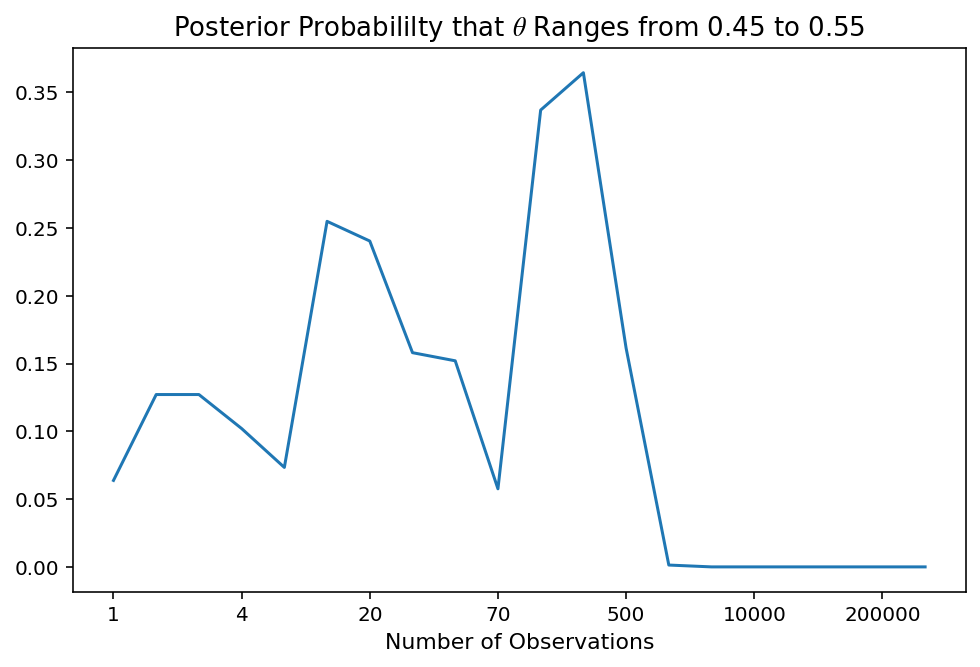 Posterior Probabililty that θ Ranges from 0.45 to 0.55
0.35
0.30
0.25
0.20
0.15
0.10
0.05
0.00
1 4 20 70 500 10000 200000
Number of Observations